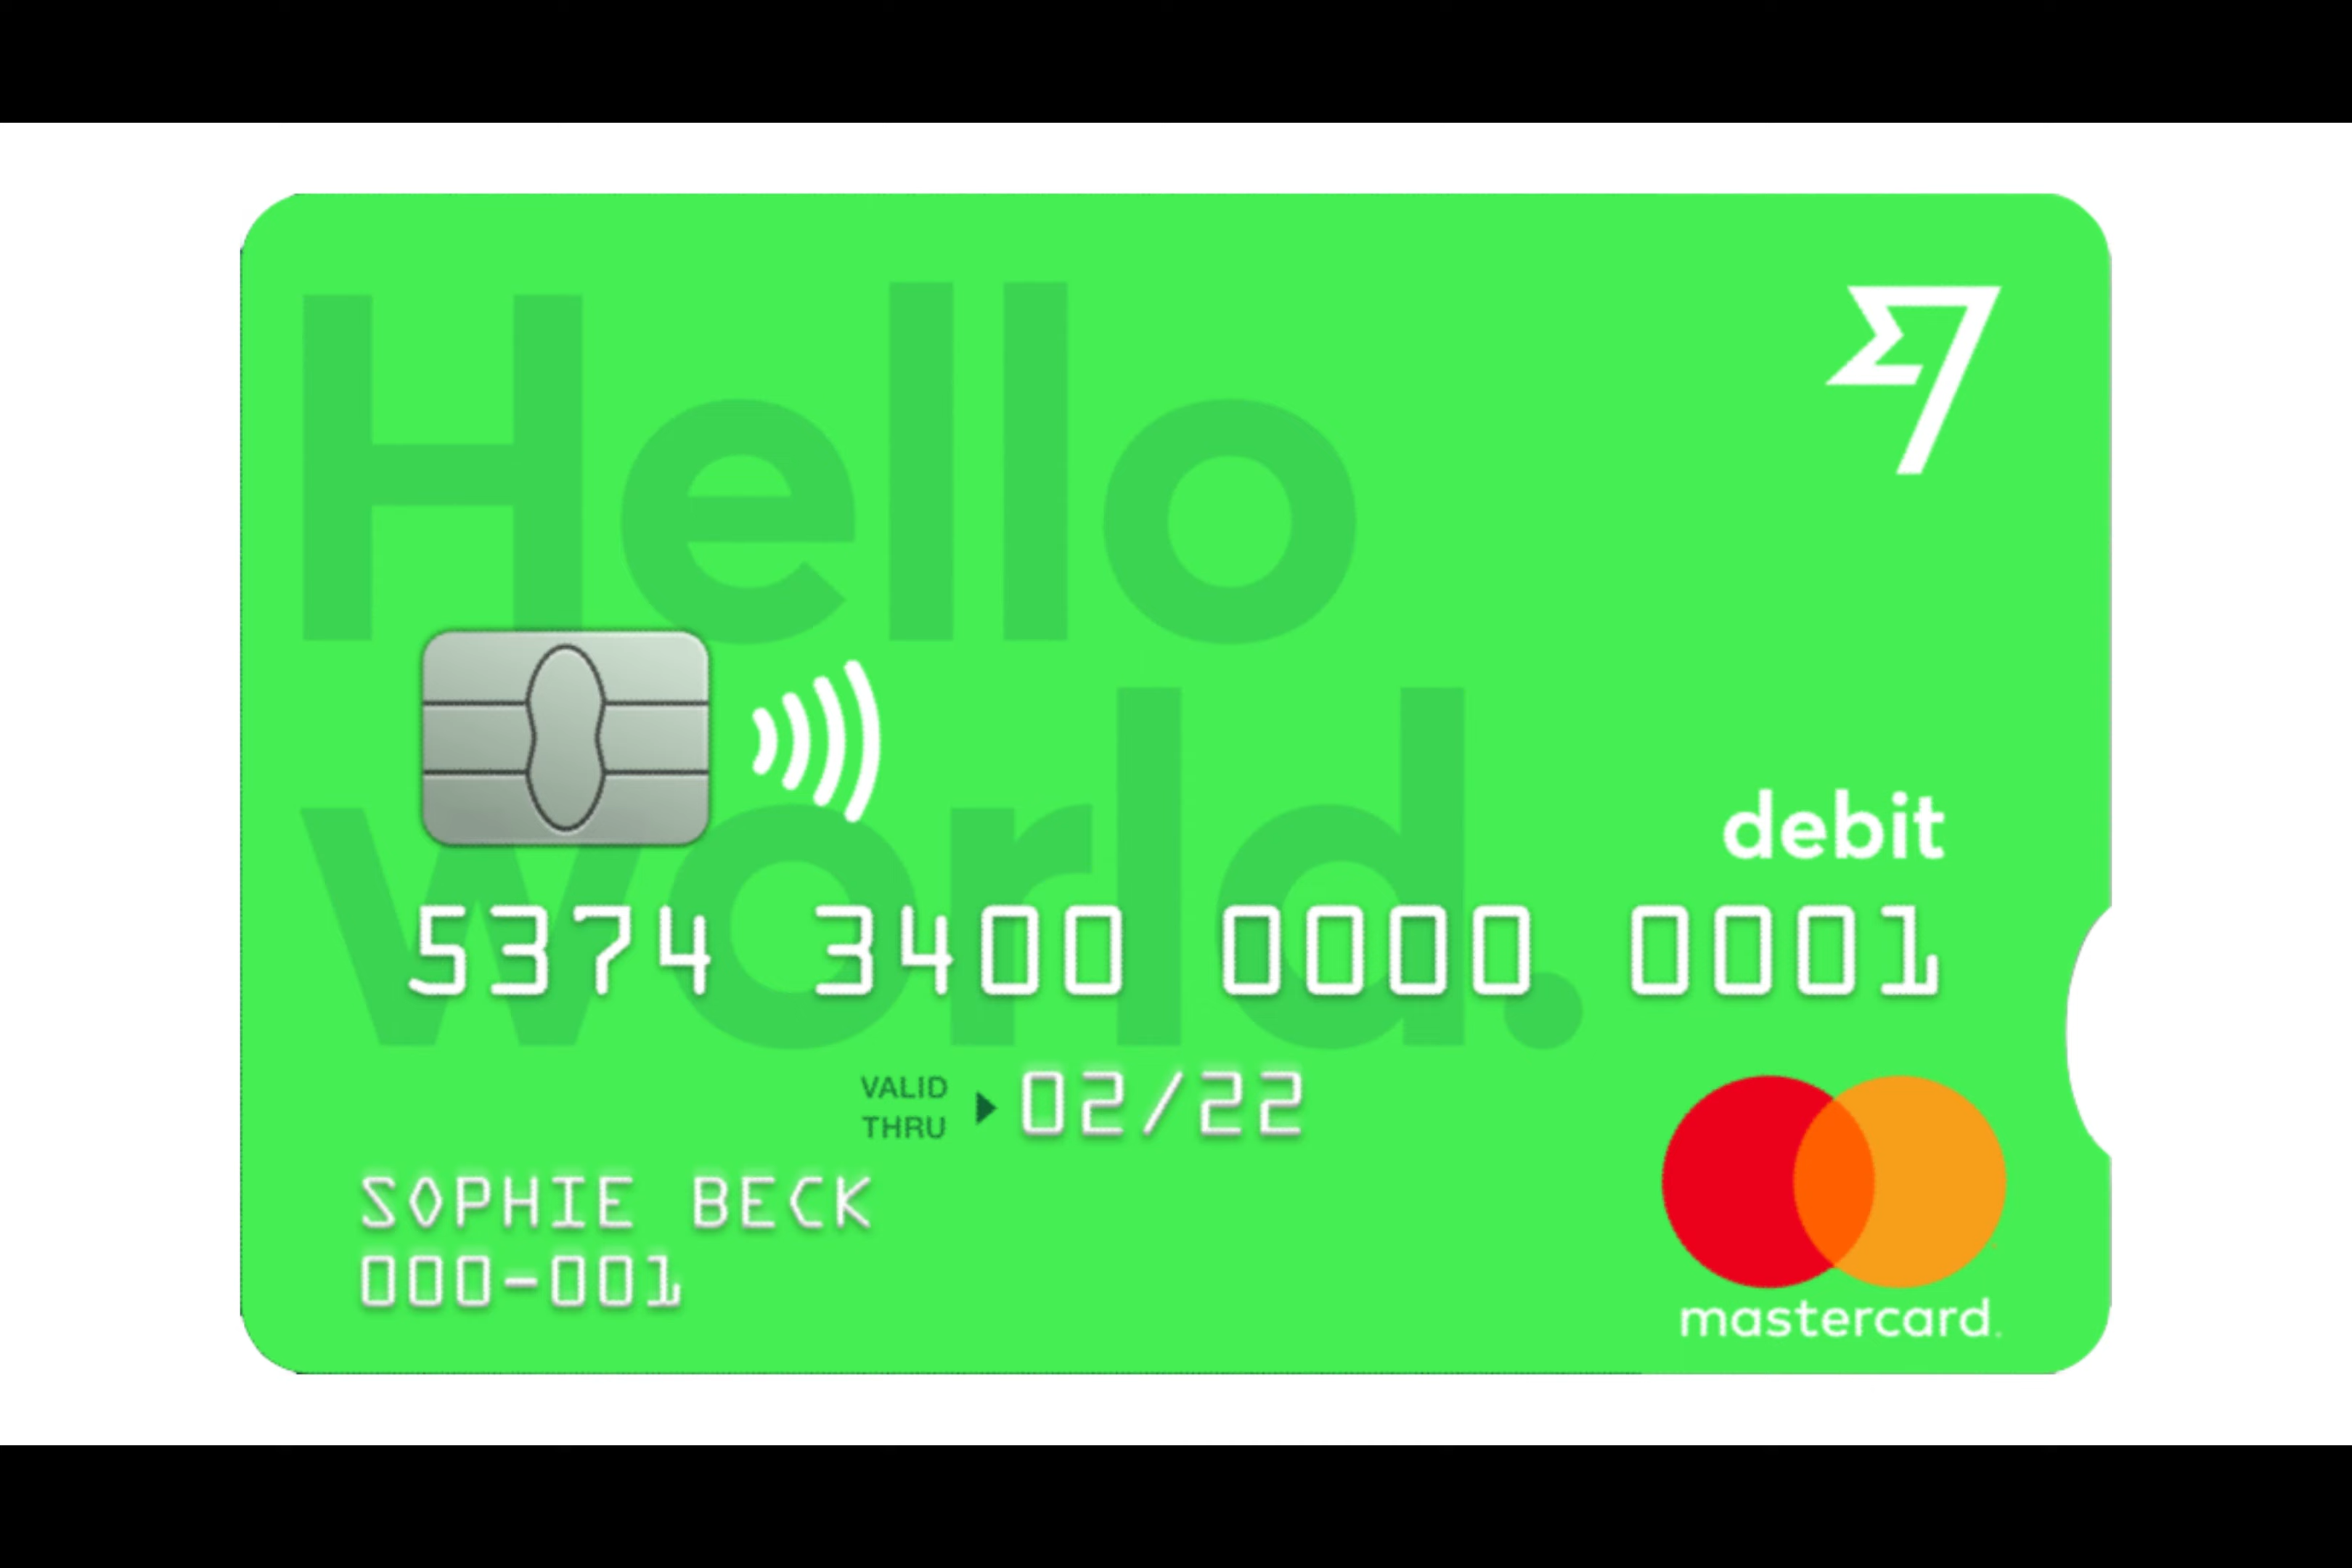 Hello
world.
debit
5374 3400 0000 0001
VALID
THRU
02/22
SOPHIE BECK
000-001
mastercard.